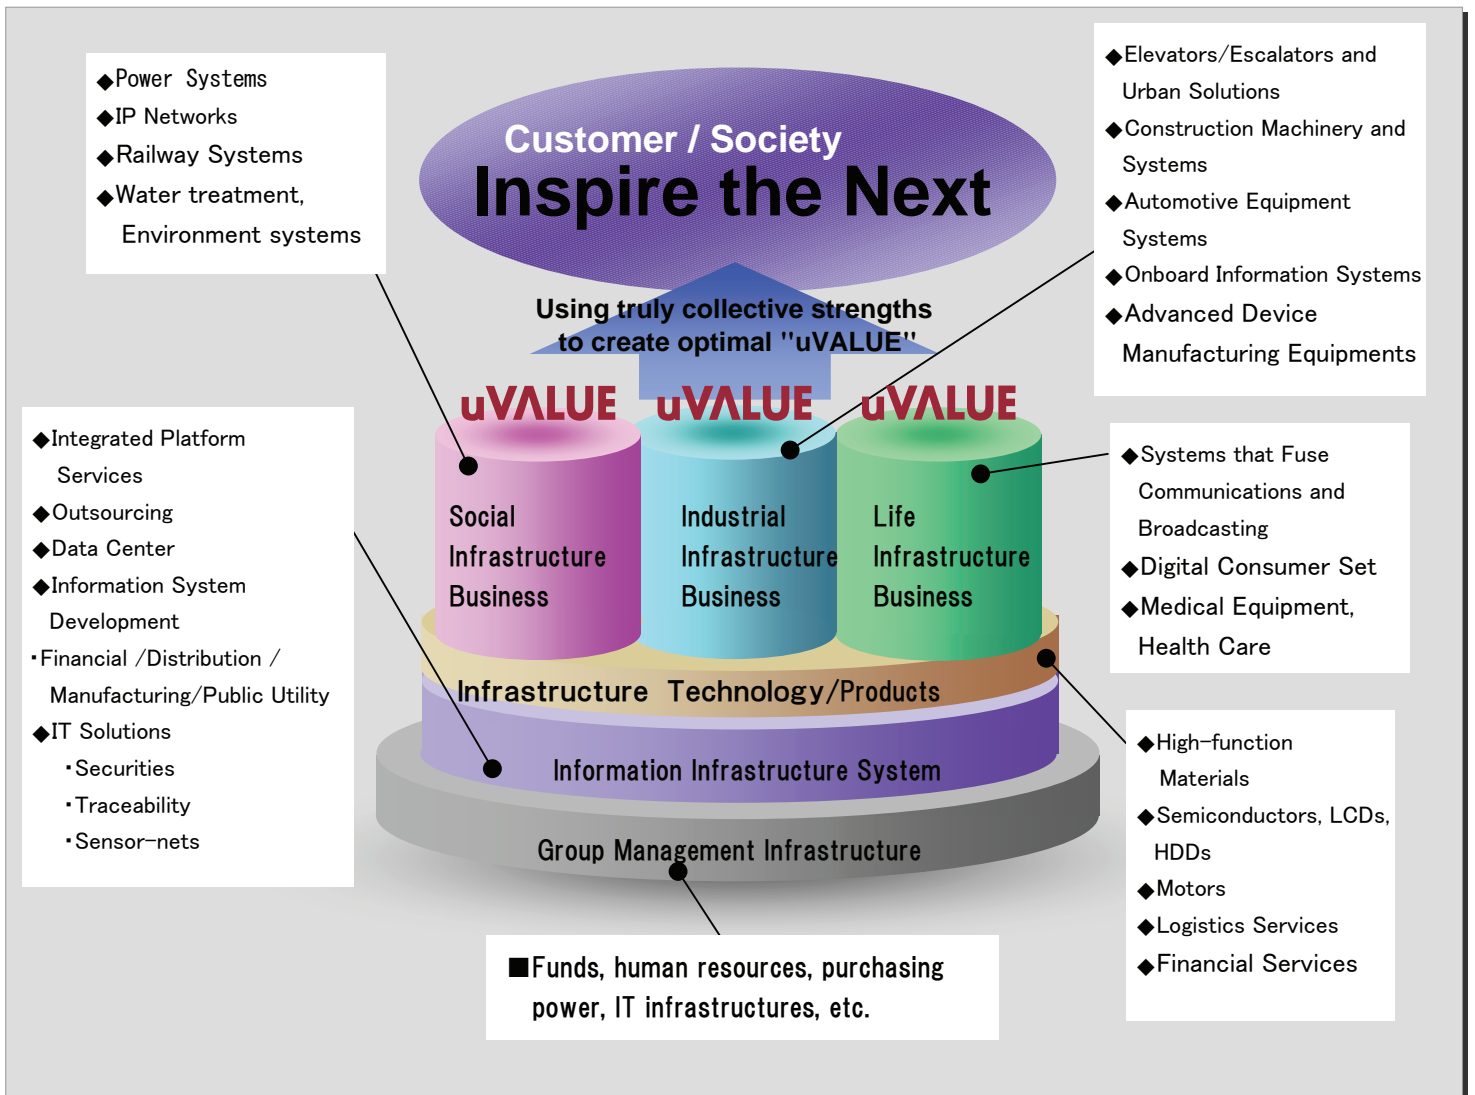 ◆Power Systems
◆IP Networks
◆Railway Systems
◆Water treatment,
Environment systems
Customer / Society
Inspire the Next
Using truly collective strengths
to create optimal "uVALUE"
◆Elevators/Escalators and
Urban Solutions
◆Construction Machinery and
Systems
◆Automotive Equipment
Systems
◆Onboard Information Systems
◆Advanced Device
Manufacturing Equipments
uVALUE uVALUE uVALUE
◆Integrated Platform
Services
◆Outsourcing
◆Data Center
◆Information System
Development
・Financial /Distribution /
Manufacturing/Public Utility
◆IT Solutions
・Securities
・Traceability
・Sensor-nets
Social
Infrastructure
Business
Industrial
Infrastructure
Business
Life
Infrastructure
Business
◆Systems that Fuse
Communications and
Broadcasting
◆Digital Consumer Set
◆Medical Equipment,
Health Care
Infrastructure Technology/Products
Information Infrastructure System
Group Management Infrastructure
◆High-function
Materials
◆Semiconductors, LCDs,
HDDs
◆Motors
◆Logistics Services
◆Financial Services
■Funds, human resources, purchasing
power, IT infrastructures, etc.